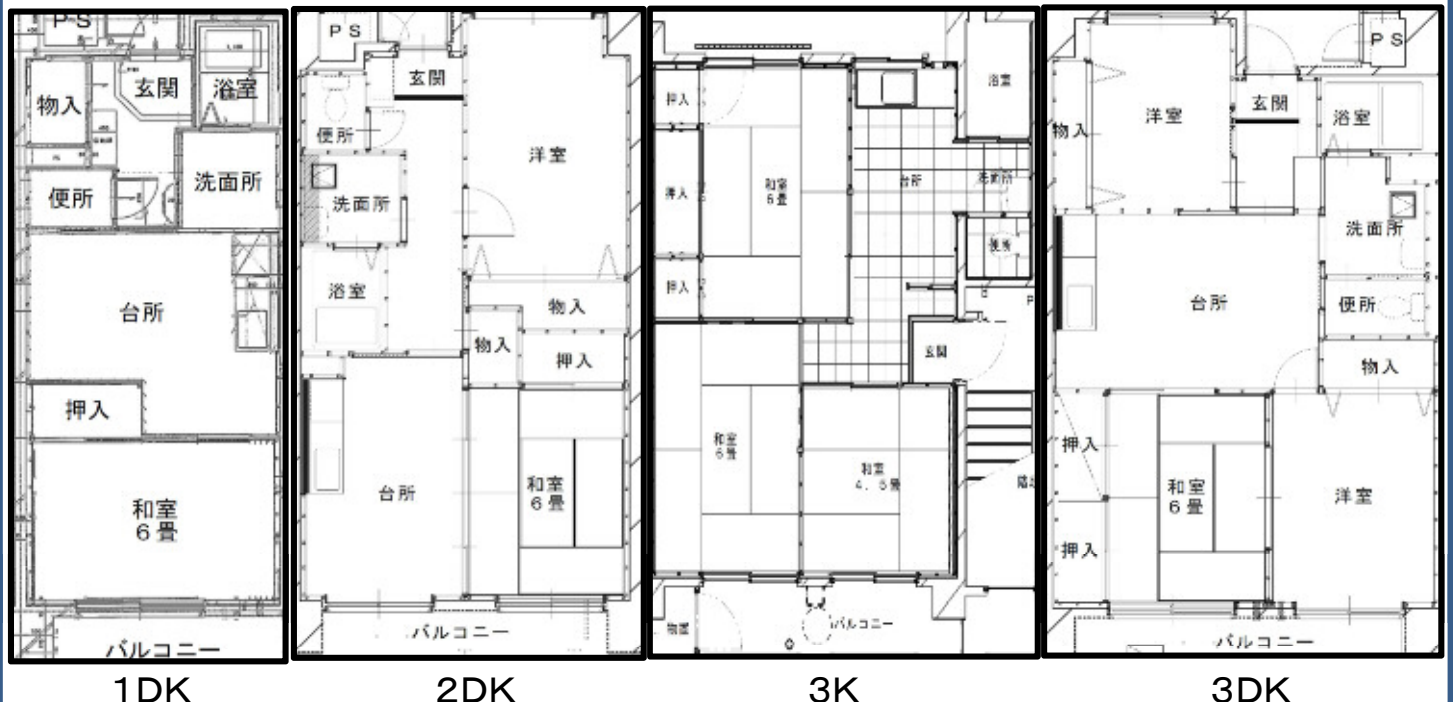 PS
玄関
浴室
物入
便所
洗面所
台所
押入
和室
6畳
バルコニー
1DK
PS
玄関
便所
洋室
洗面所
浴室
物入
物入
押入
台所
和室
6畳
バルコニー
2DK
浴室
押入
和室
6畳
台所
洗面所
押入
便所
押入
玄関
和室
6畳
和室
4.5畳
物置
バルコニー
3K
PS
洋室
玄関
浴室
物入
洗面所
台所
便所
物入
押入
和室
6畳
洋室
押入
バルコニー
3DK